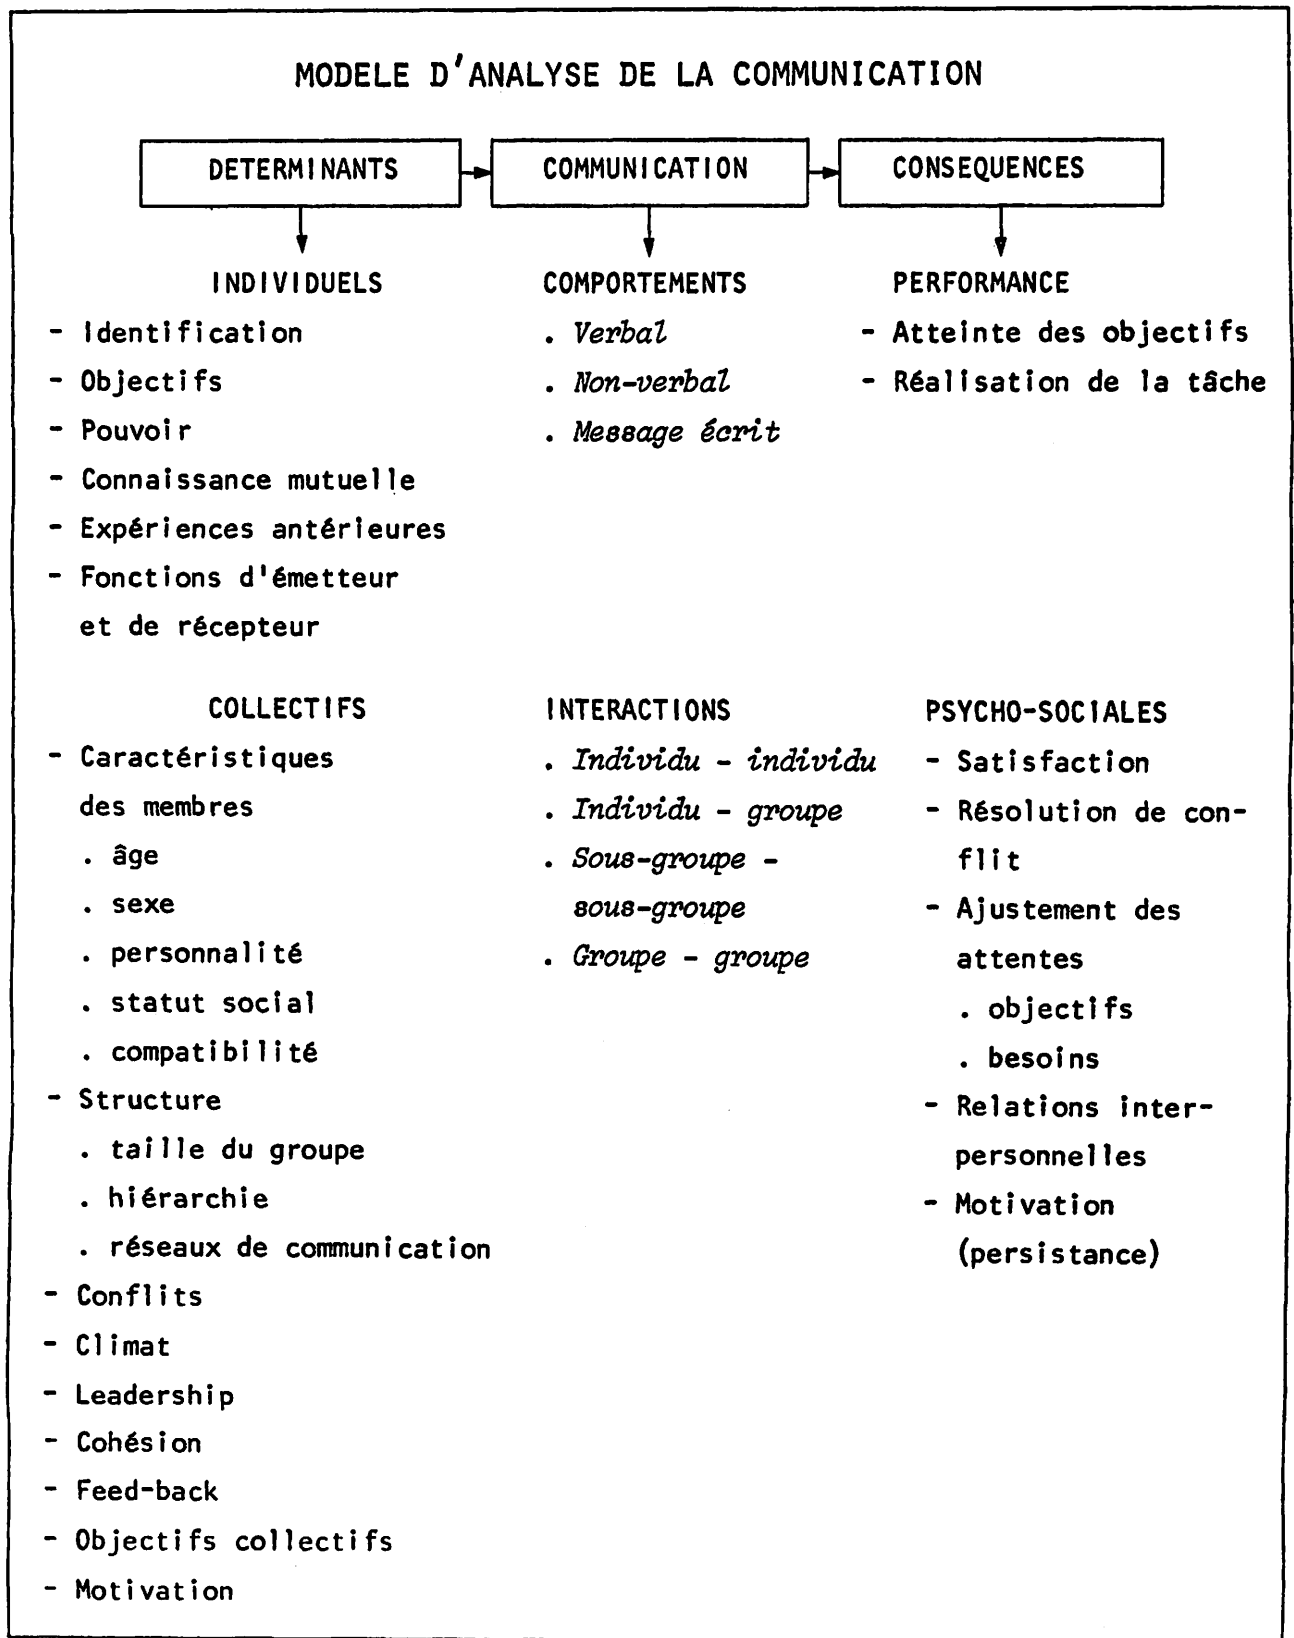 MODELE D'ANALYSE DE LA COMMUNICATION
DETERMINANTS
COMMUNICATION
CONSEQUENCES
INDIVIDUELS
- Identification
- Objectifs
- Pouvoir
- Connaissance mutuelle
- Expériences antérieures
- Fonctions d'émetteur
et de récepteur
COMPORTEMENTS
. Verbal
. Non-verbal
. Message écrit
PERFORMANCE
- Atteinte des objectifs
- Réalisation de la tâche
COLLECTIFS
- Caractéristiques
des membres
. âge
. sexe
. personnalité
. statut social
. compatibilité
- Structure
. taille du groupe
. hiérarchie
. réseaux de communication
- Conflits
- Climat
- Leadership
- Cohésion
- Feed-back
- Objectifs collectifs
- Motivation
INTERACTIONS
. Individu - individu
. Individu - groupe
. Sous-groupe -
sous-groupe
. Groupe - groupe
PSYCHO-SOCIALES
- Satisfaction
- Résolution de con-
flit
- Ajustement des
attentes
. objectifs
. besoins
- Relations inter-
personnelles
- Motivation
(persistance)